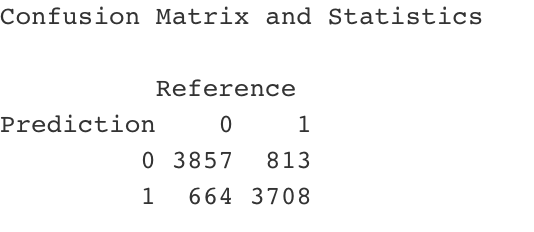 Confusion Matrix and Statistics
Reference
Prediction 0 1
0 3857 813
1 664 3708